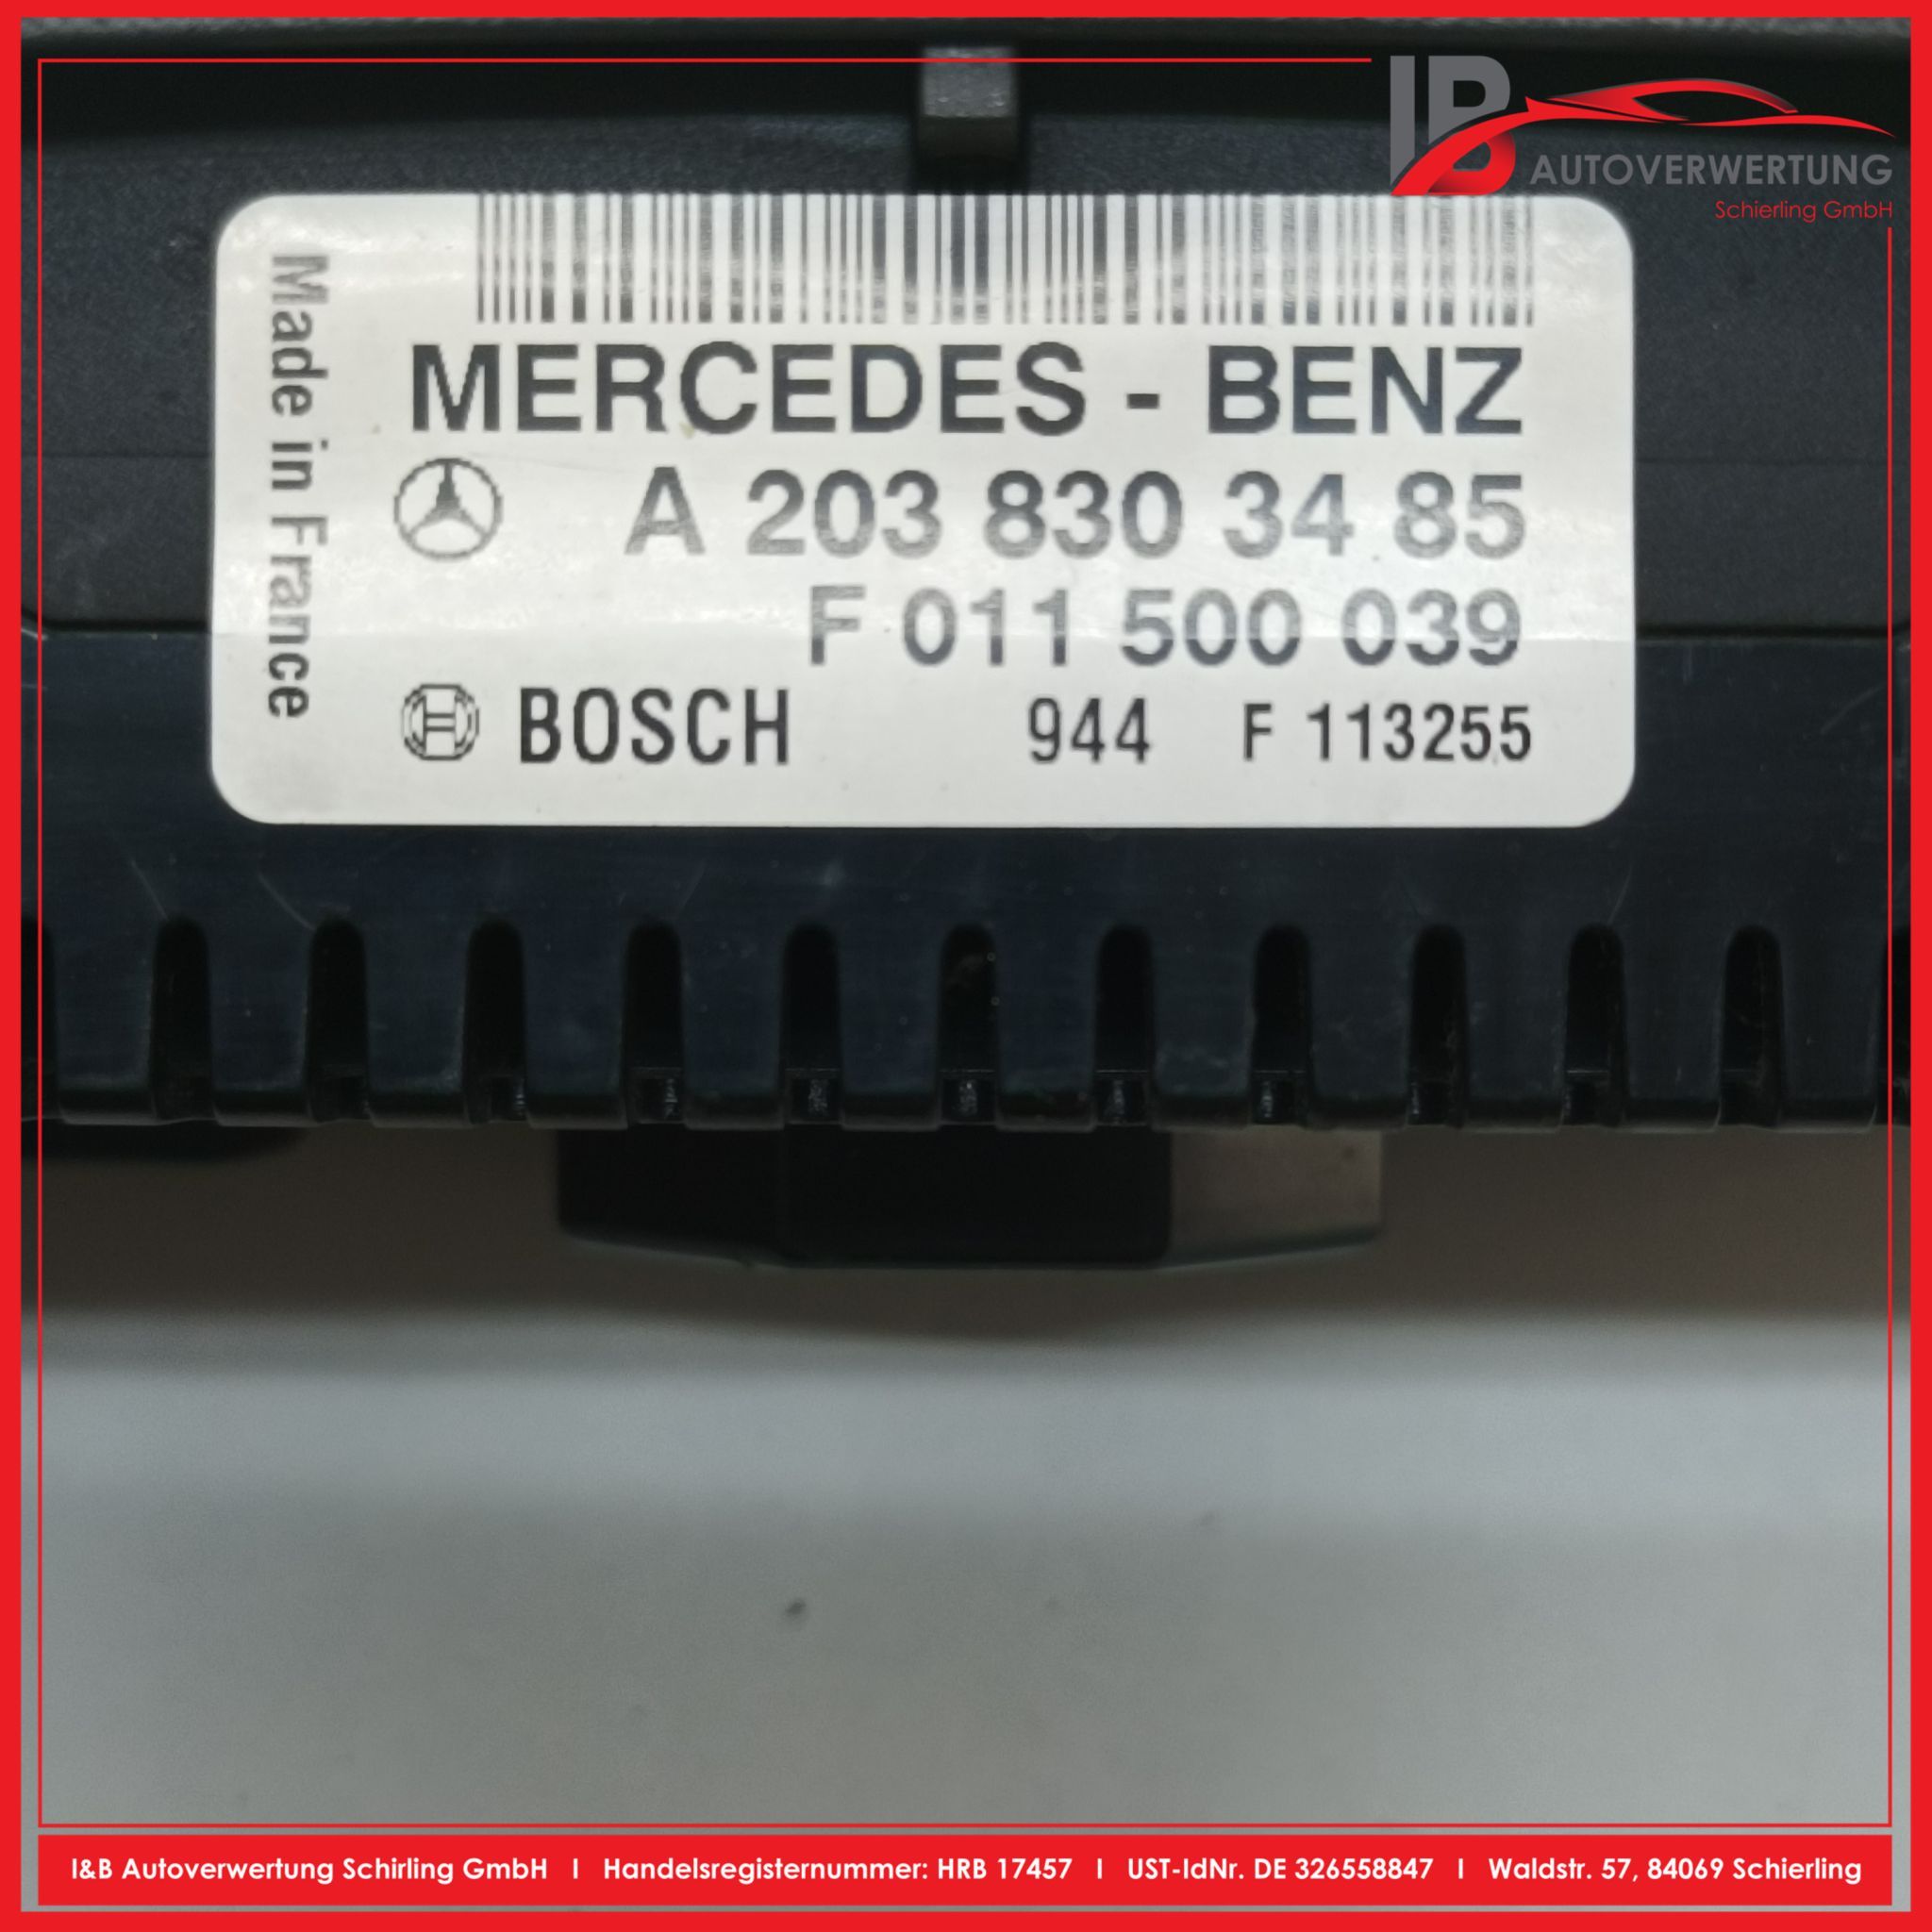 IB
AUTOVERWERTUNG
Schierling GmbH
Made in France
MERCEDES - BENZ
A 203 830 34 85
F 011 500 039
BOSCH 944 F 113255
I&B Autoverwertung Schirling GmbH I Handelsregisternummer: HRB 17457 I UST-IdNr. DE 326558847 I Waldstr. 57, 84069 Schierling